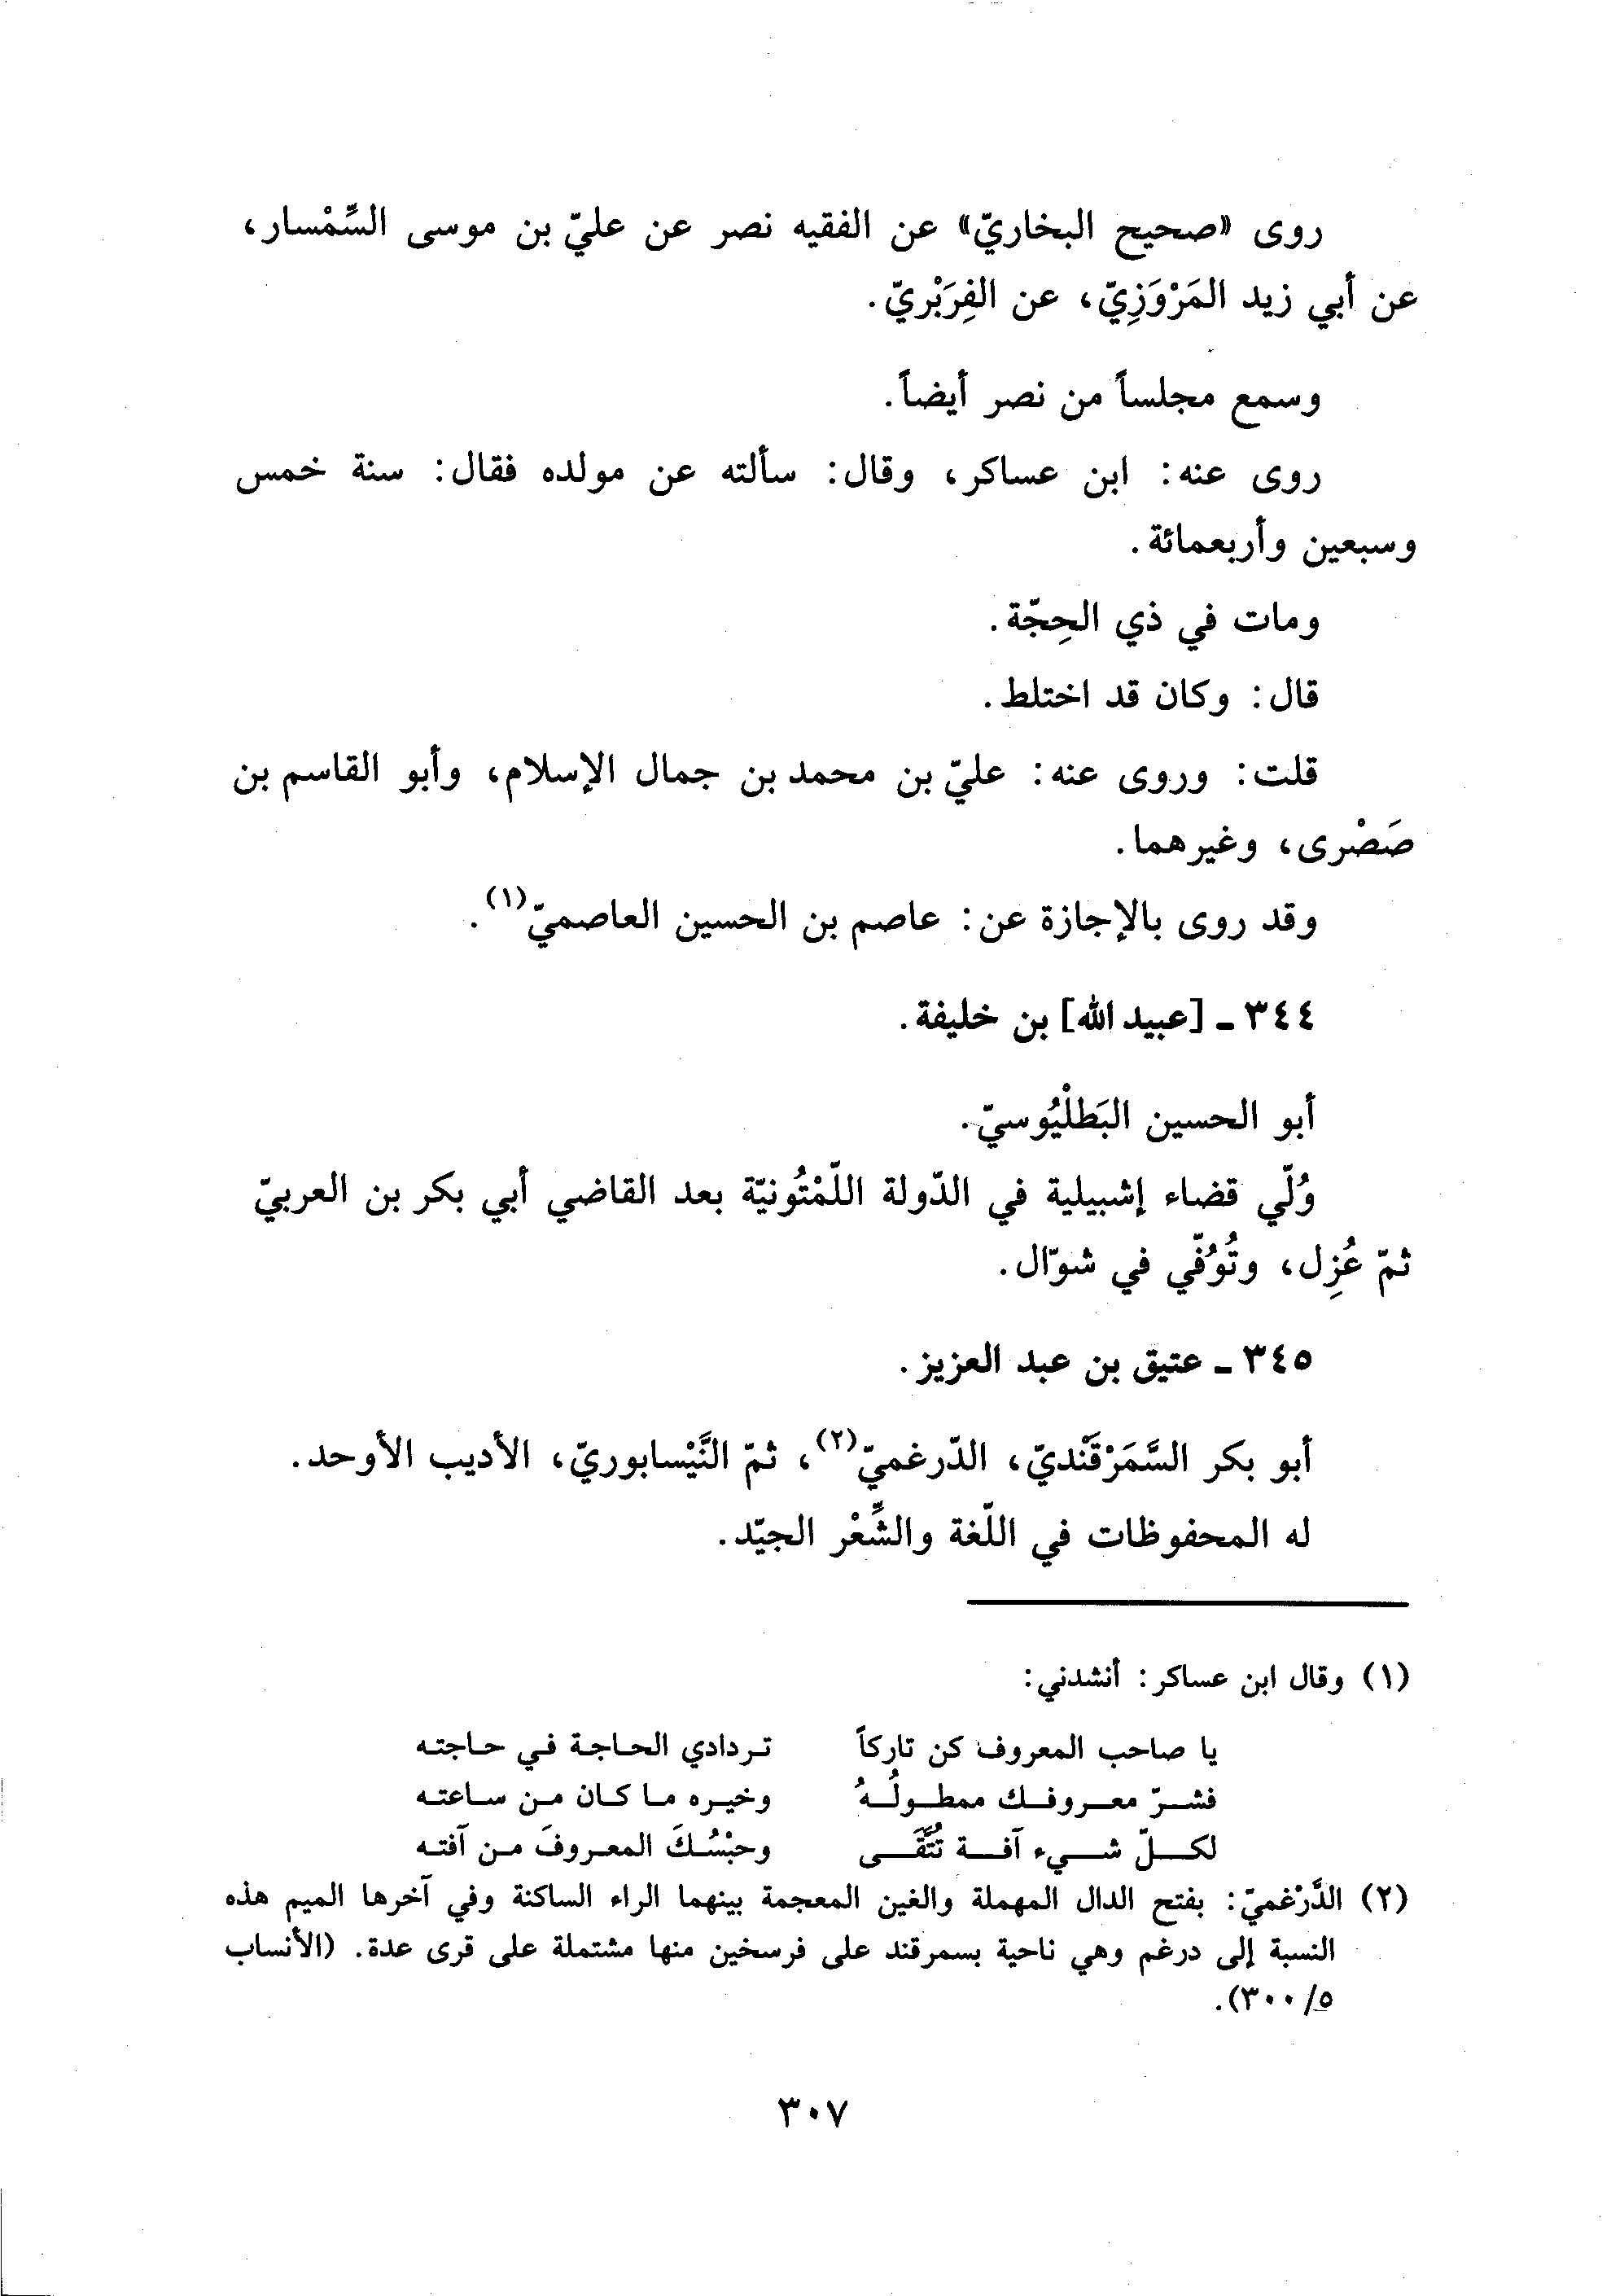 روى «صحيح البخاريّ» عن الفقيه نصر عن عليّ بن موسى السِّمْسار،
عن أبي زيد المَرْوَزِيّ، عن الفِرَبْريّ.
وسمع مجلساً من نصر أيضاً.
روى عنه: ابن عساكر، وقال: سألته عن مولده فقال: سنة خمس
وسبعين وأربعمائة.
ومات في ذي الحِجّة.
قال: وكان قد اختلط.
قلت: وروى عنه: عليّ بن محمد بن جمال الإسلام، وأبو القاسم بن
صَصْرى، وغيرهما.
وقد روى بالإجازة عن: عاصم بن الحسين العاصميّ(١).
٣٤٤ - [عبيد الله] بن خليفة.
أبو الحسين البَطلْيُوسيّ.
وُلّي قضاء إشبيلية في الدّولة اللّمْتُونيّة بعد القاضي أبي بكر بن العربيّ
ثمّ عُزِل، وتُوُفّي في شوّال.
٣٤٥ - عتيق بن عبد العزيز.
أبو بكر السَّمَرْقَنْديّ، الدّرغميّ(٢)، ثمّ النَّيْسابوريّ، الأديب الأوحد.
له المحفوظات في اللّغة والشِّعْر الجيّد.
(١) وقال ابن عساكر: أنشدني:
يا صاحب المعروف كن تاركاً تردادي الحاجة في حاجته
فشرّ معروفك ممطولُهُ وخيره ما كان من ساعته
لكلّ شيء آفة تُتَّقَى وحبْسُكَ المعروفَ من آفته
(٢) الدَّرْغميّ: بفتح الدال المهملة والغين المعجمة بينهما الراء الساكنة وفي آخرها الميم هذه
النسبة إلى درغم وهي ناحية بسمرقند على فرسخين منها مشتملة على قرى عدة. (الأنساب
٥/٣٠٠).
٣٠٧